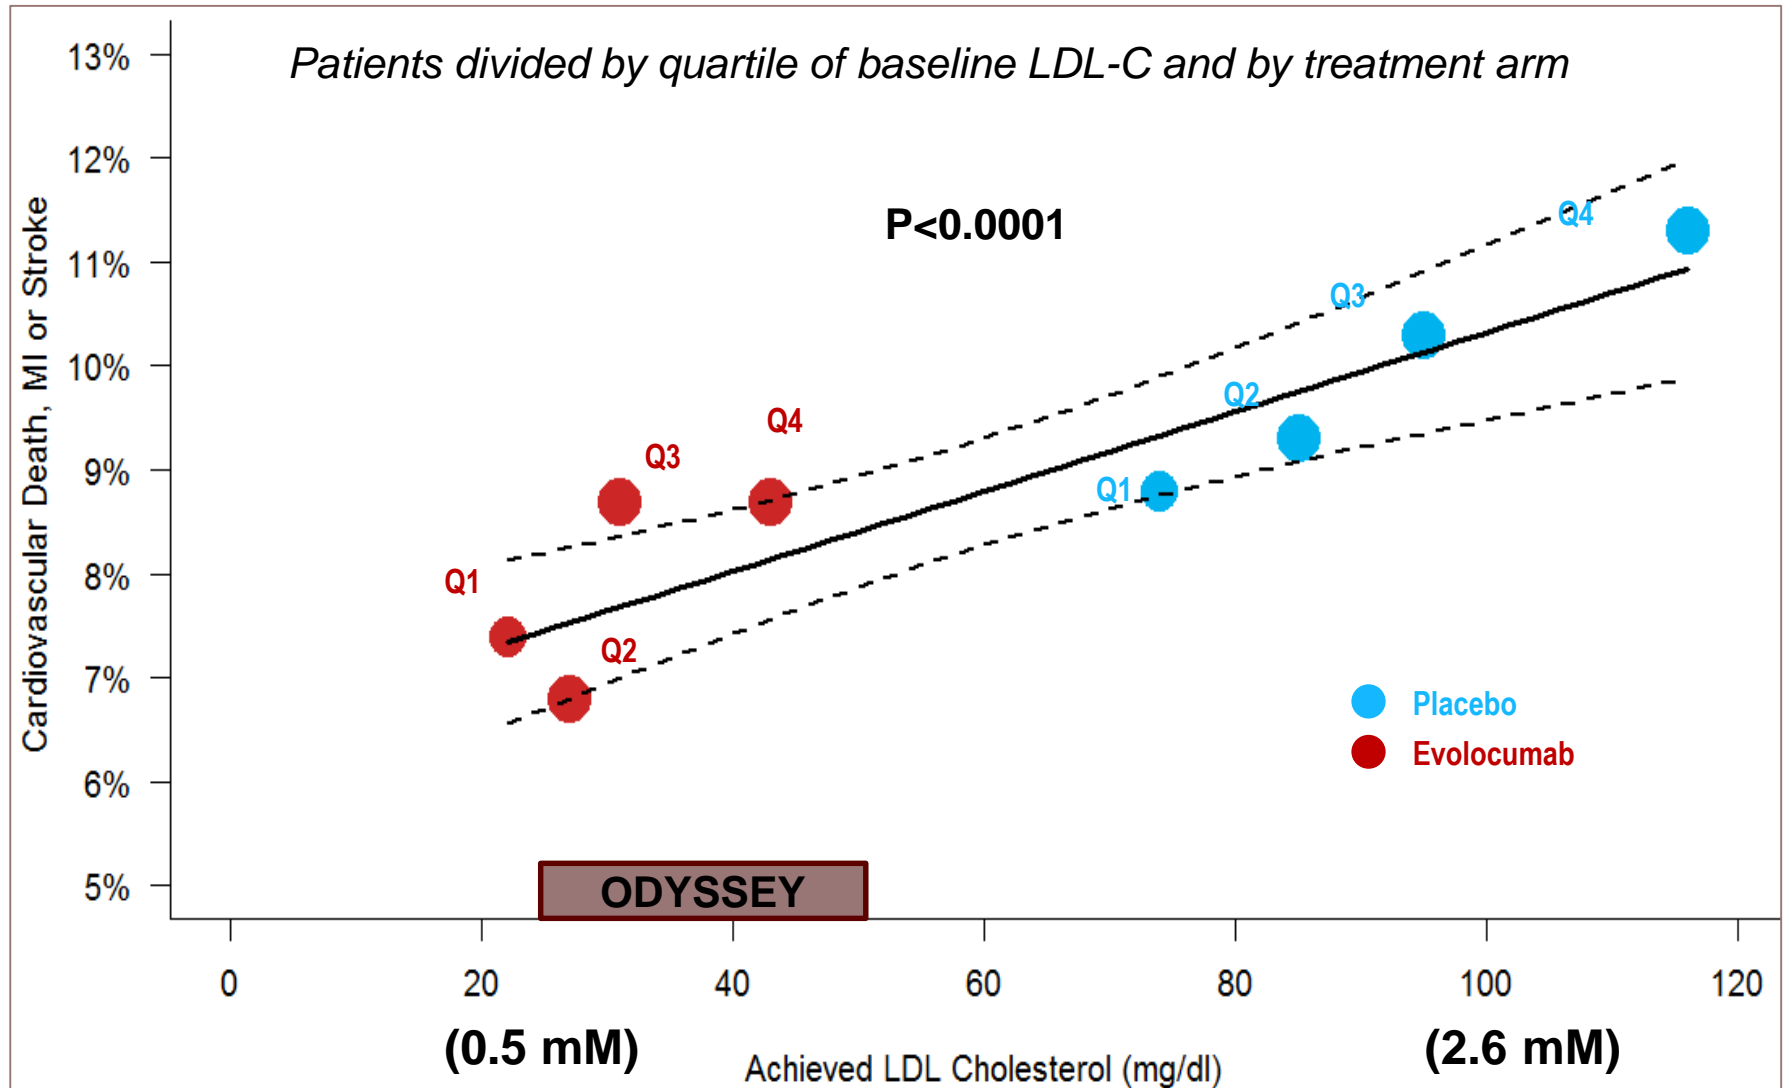 Patients divided by quartile of baseline LDL-C and by treatment arm
13%
12%
11%
10%
9%
8%
7%
6%
5%
Cardiovascular Death, MI or Stroke
P<0.0001
Q4
Q3
Q2
Q1
Q4
Q3
Q1
Q2
Placebo
Evolocumab
ODYSSEY
0 20 40 60 80 100 120
(0.5 mM) (2.6 mM)
Achieved LDL Cholesterol (mg/dl)